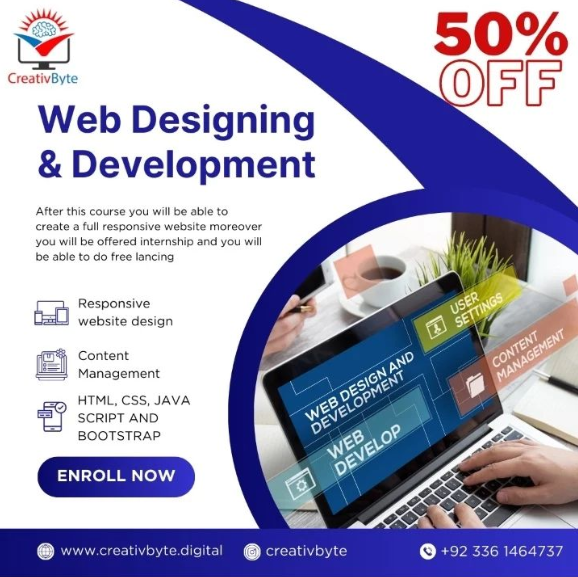 CreativByte
50%
OFF
Web Designing
& Development
After this course you will be able to
create a full responsive website moreover
you will be offered internship and you will
be able to do free lancing
Responsive
website design
Content
Management
HTML, CSS, JAVA
SCRIPT AND
BOOTSTRAP
ENROLL NOW
USER
SETTINGS
CONTENT
MANAGEMENT
WEB DESIGN AND
DEVELOPMENT
WEB
DEVELOP
www.creativbyte.digital
creativbyte
+92 336 1464737